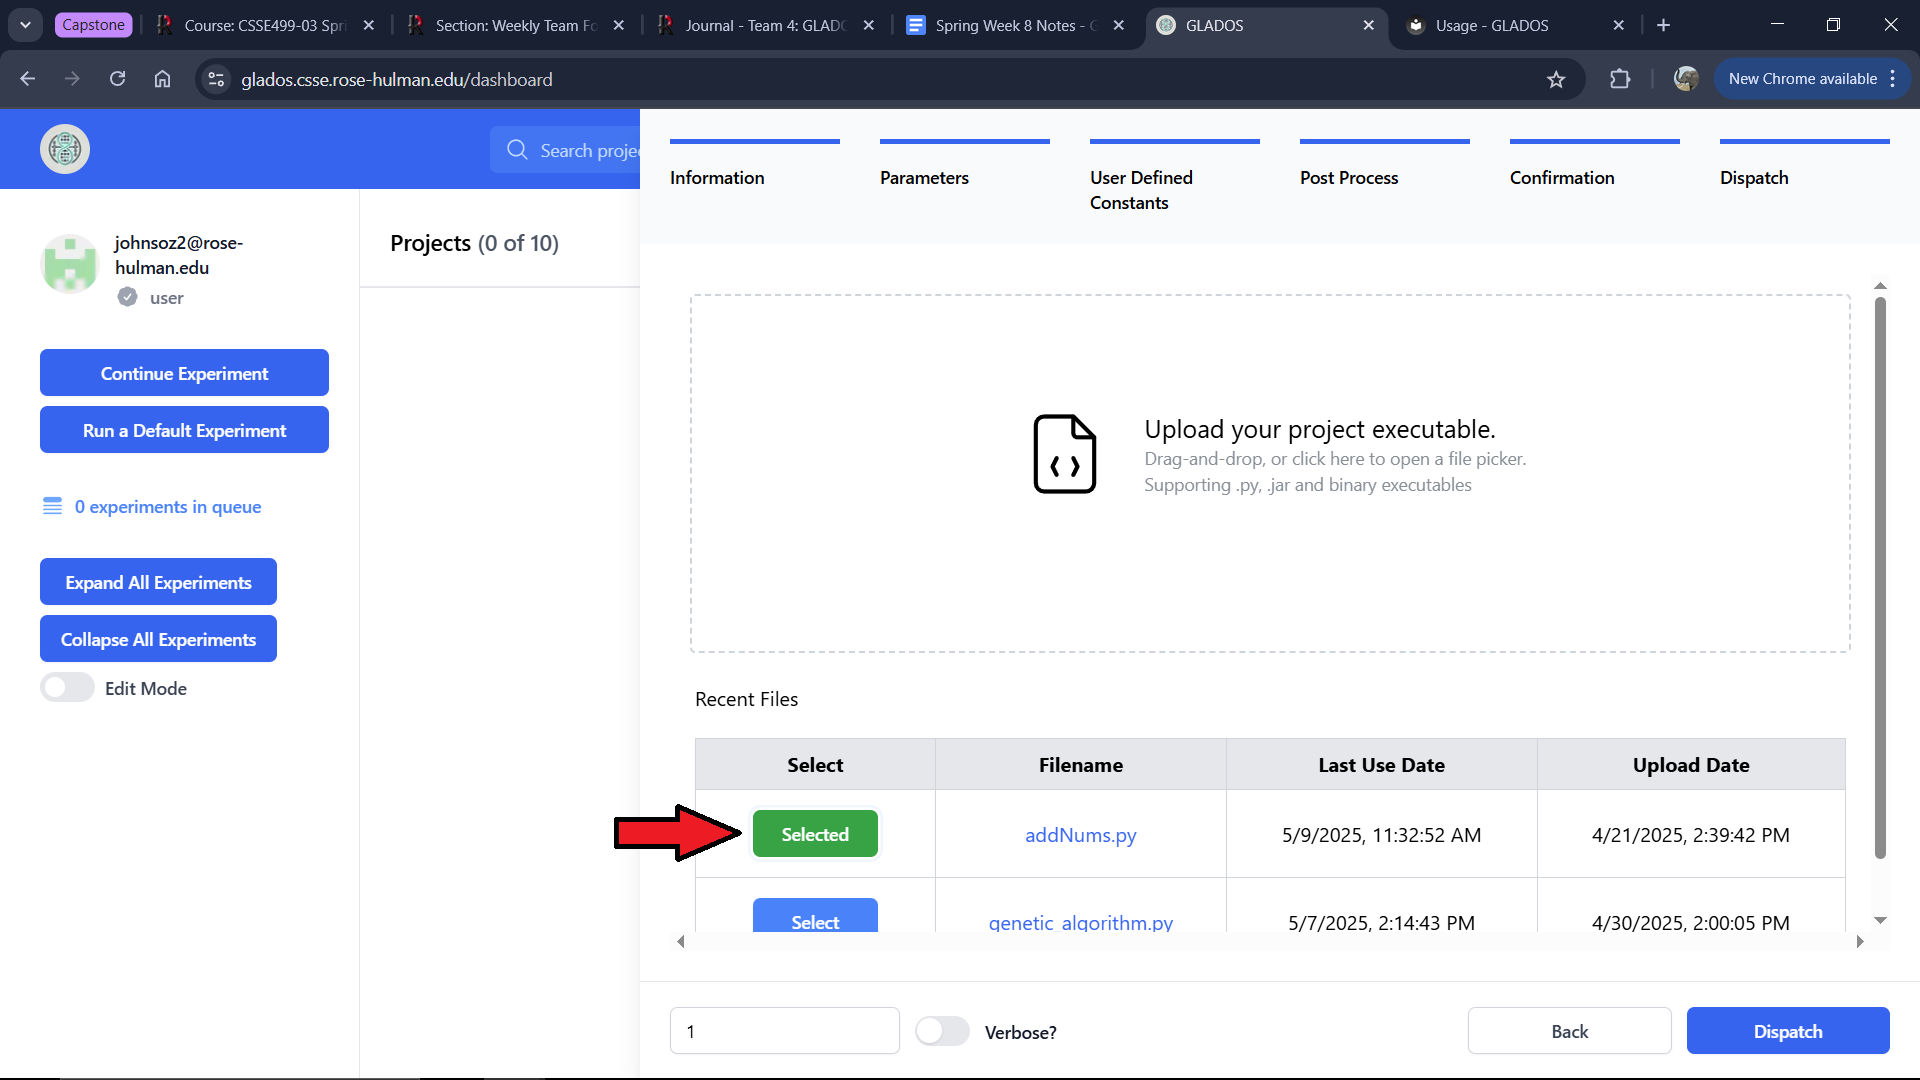 Capstone
Course: CSSE499-03 Spri
Section: Weekly Team Fo
Journal - Team 4: GLADO
Spring Week 8 Notes - G
GLADOS
Usage - GLADOS
glados.csse.rose-hulman.edu/dashboard
New Chrome available
Search projec
Information
Parameters
User Defined
Constants
Post Process
Confirmation
Dispatch
johnsoz2@rose-
hulman.edu
user
Continue Experiment
Run a Default Experiment
0 experiments in queue
Expand All Experiments
Collapse All Experiments
Edit Mode
Projects (0 of 10)
Upload your project executable.
Drag-and-drop, or click here to open a file picker.
Supporting .py, .jar and binary executables
Recent Files
Select Filename Last Use Date Upload Date
Selected addNums.py 5/9/2025, 11:32:52 AM 4/21/2025, 2:39:42 PM
Select genetic_algorithm.py 5/7/2025, 2:14:43 PM 4/30/2025, 2:00:05 PM
1
Verbose?
Back
Dispatch